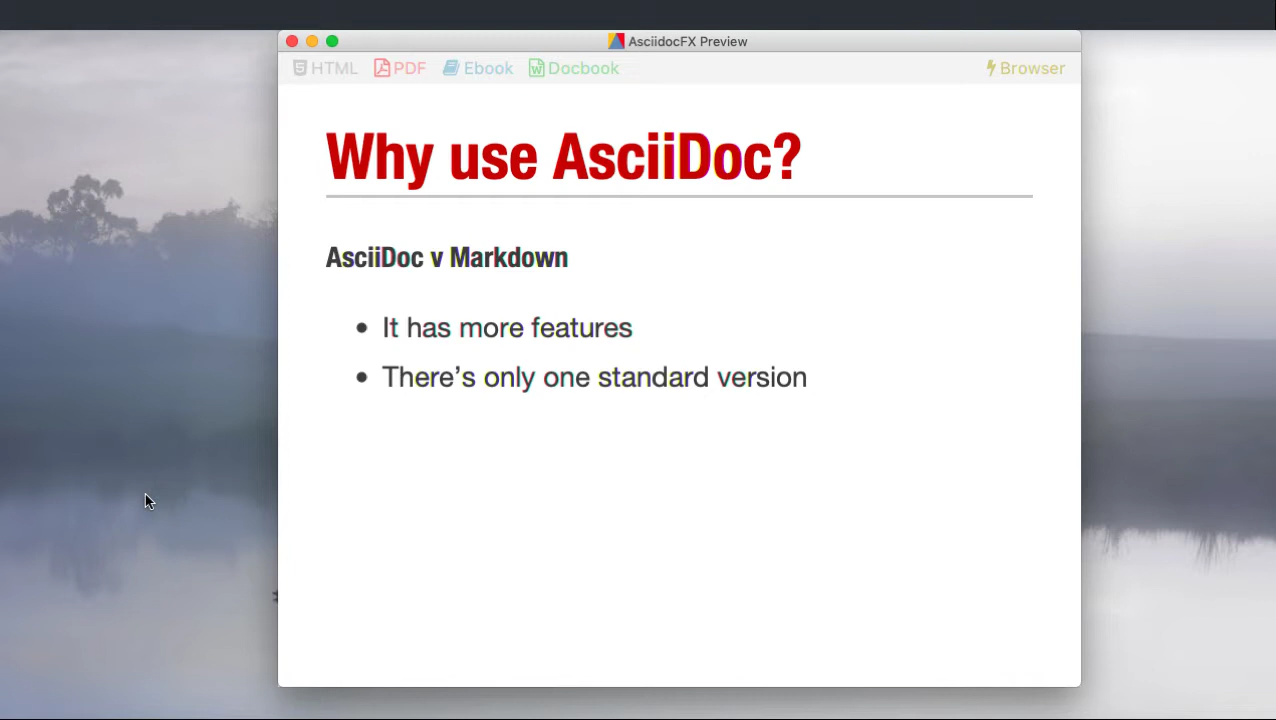 AsciidocFX Preview
HTML PDF Ebook Docbook Browser
Why use AsciiDoc?
AsciiDoc v Markdown
• It has more features
• There’s only one standard version